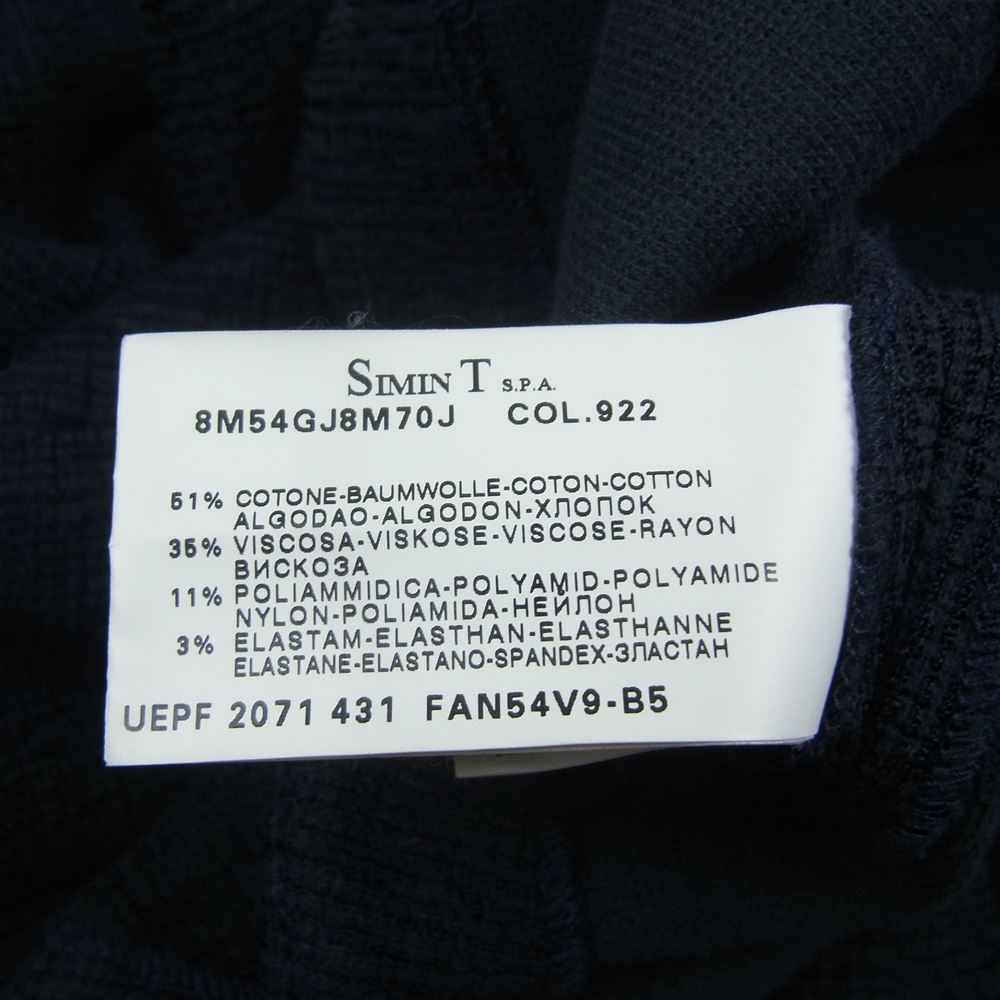 SIMIN T S.P.A.
8M54GJ8M70J COL.922
51% COTONE-BAUMWOLLE-COTON-COTTON
ALGODAO-ALGODON-ХЛОПОК
35% VISCOSA-VISKOSE-VISCOSE-RAYON
ВИСКОЗА
11% POLIAMMIDICA-POLYAMID-POLYAMIDE
NYLON-POLIAMIDA-НЕЙЛОН
3% ELASTAM-ELASTHAN-ELASTHANNE
ELASTANE-ELASTANO-SPANDEX-ЭЛАСТАН
UEPF 2071 431 FAN54V9-B5